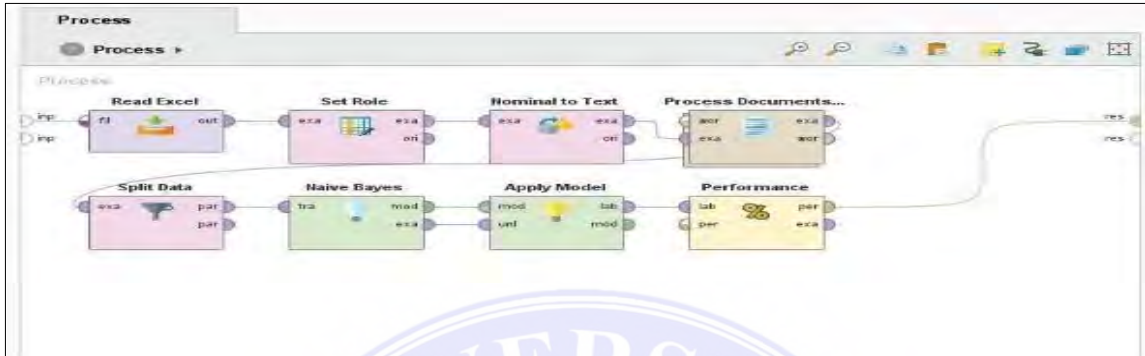 Process
Process
Process
Read Excel Set Role Nominal to Text Process Documents...
inp fil out exa exa exa exa wor exa res
inp ori ori exa wor res
Split Data Naive Bayes Apply Model Performance
exa par tra mod mod lab lab per
par exa unl mod per exa
VERS